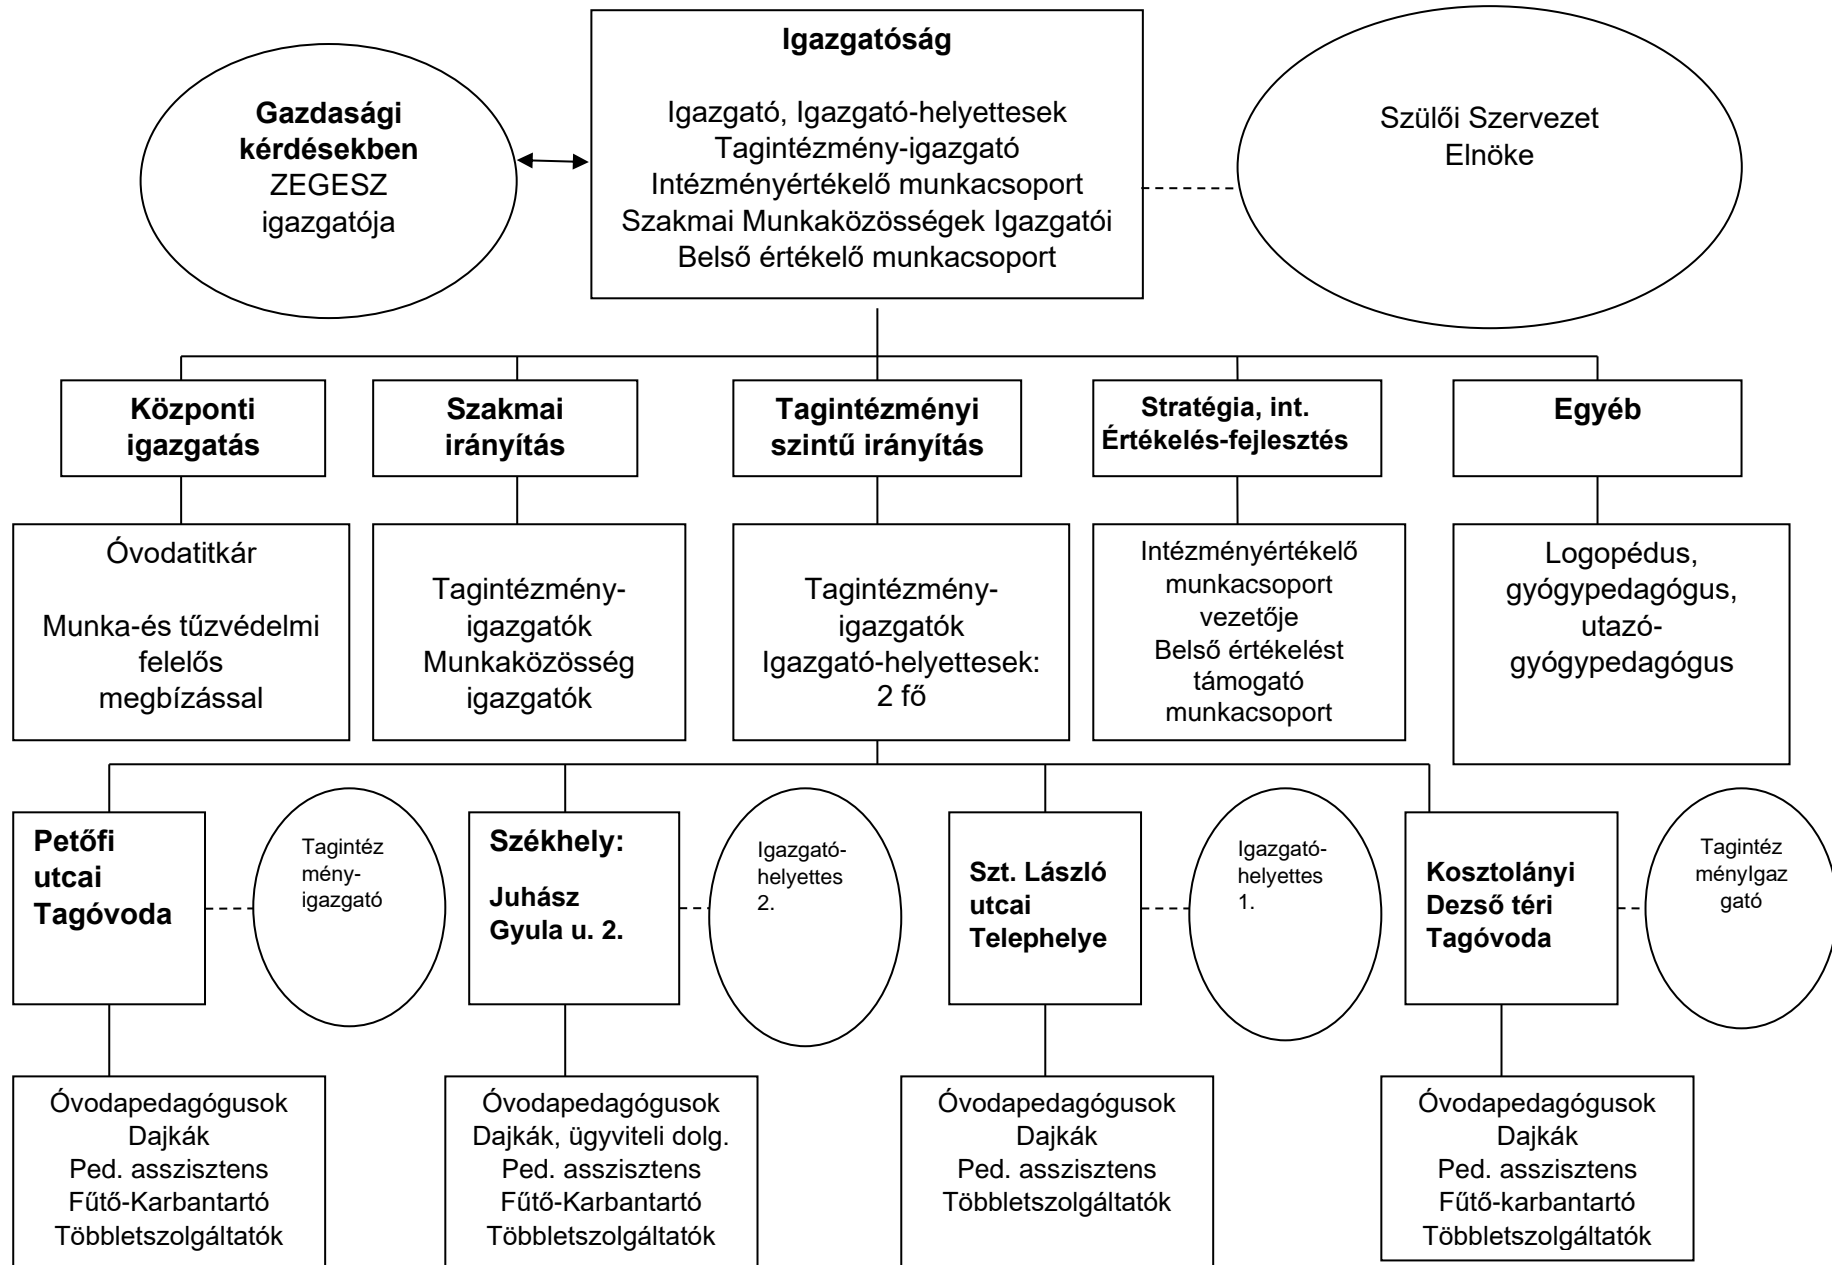 Igazgatóság
Igazgató, Igazgató-helyettesek
Tagintézmény-igazgató
Intézményértékelő munkacsoport
Szakmai Munkaközösségek Igazgatói
Belső értékelő munkacsoport
Gazdasági
kérdésekben
ZEGESZ
igazgatója
Szülői Szervezet
Elnöke
Központi
igazgatás
Szakmai
irányítás
Tagintézményi
szintű irányítás
Stratégia, int.
Értékelés-fejlesztés
Egyéb
Óvodatitkár
Munka-és tűzvédelmi
felelős
megbízással
Tagintézmény-
igazgatók
Munkaközösség
igazgatók
Tagintézmény-
igazgatók
Igazgató-helyettesek:
2 fő
Intézményértékelő
munkacsoport
vezetője
Belső értékelést
támogató
munkacsoport
Logopédus,
gyógypedagógus,
utazó-
gyógypedagógus
Petőfi
utcai
Tagóvoda
Tagintéz
mény-
igazgató
Székhely:
Juhász
Gyula u. 2.
Igazgató-
helyettes
2.
Szt. László
utcai
Telephelye
Igazgató-
helyettes
1.
Kosztolányi
Dezső téri
Tagóvoda
Tagintéz
ményIgaz
gató
Óvodapedagógusok
Dajkák
Ped. asszisztens
Fűtő-Karbantartó
Többletszolgáltatók
Óvodapedagógusok
Dajkák, ügyviteli dolg.
Ped. asszisztens
Fűtő-Karbantartó
Többletszolgáltatók
Óvodapedagógusok
Dajkák
Ped. asszisztens
Többletszolgáltatók
Óvodapedagógusok
Dajkák
Ped. asszisztens
Fűtő-karbantartó
Többletszolgáltatók